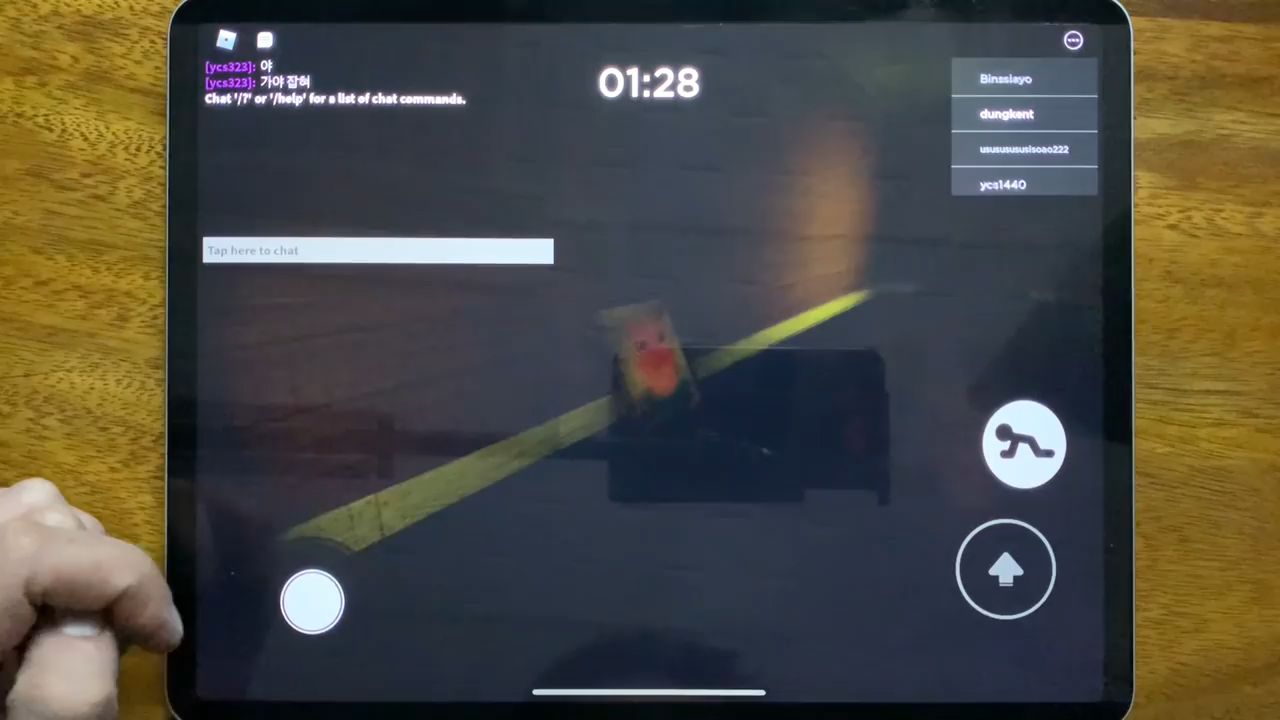 [ycs323]: 야
[ycs323]: 가야 잡혀
Chat '/?' or '/help' for a list of chat commands.
01:28
Binssiayo
dungkent
usususususisoao222
ycs1440
Tap here to chat